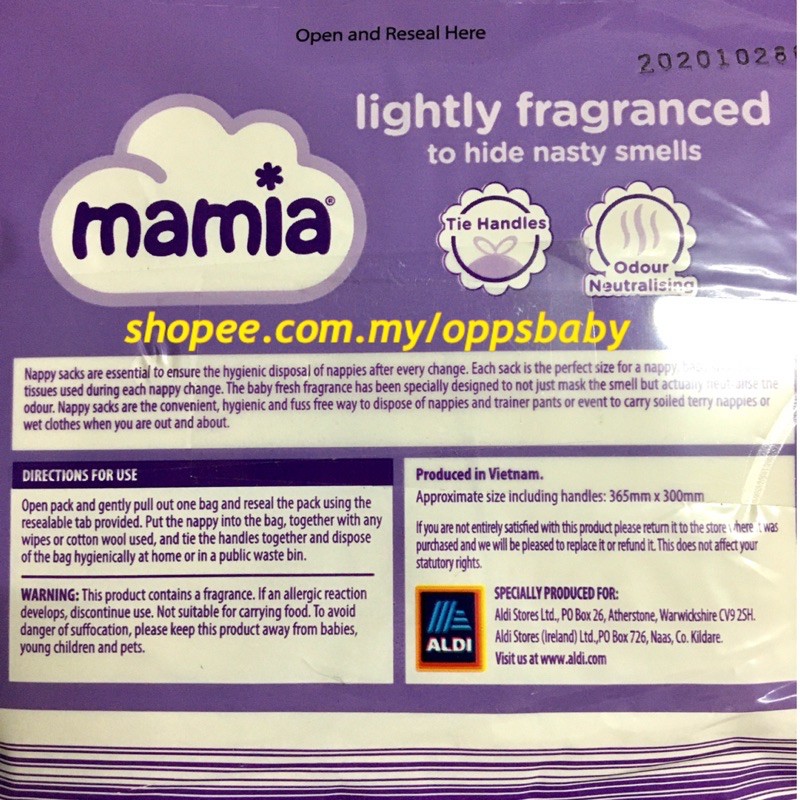 Open and Reseal Here
20201028
lightly fragranced
to hide nasty smells
mamia®
Tie Handles
Odour
Neutralising
shopee.com.my/oppsbaby
Nappy sacks are essential to ensure the hygienic disposal of nappies after every change. Each sack is the perfect size for a nappy,
tissues used during each nappy change. The baby fresh fragrance has been specially designed to not just mask the smell but actually neutralise the
odour. Nappy sacks are the convenient, hygienic and fuss free way to dispose of nappies and trainer pants or event to carry soiled terry nappies or
wet clothes when you are out and about.
DIRECTIONS FOR USE
Open pack and gently pull out one bag and reseal the pack using the
resealable tab provided. Put the nappy into the bag, together with any
wipes or cotton wool used, and tie the handles together and dispose
of the bag hygienically at home or in a public waste bin.
WARNING: This product contains a fragrance. If an allergic reaction
develops, discontinue use. Not suitable for carrying food. To avoid
danger of suffocation, please keep this product away from babies,
young children and pets.
Produced in Vietnam.
Approximate size including handles: 365mm x 300mm
If you are not entirely satisfied with this product please return it to the store where it was
purchased and we will be pleased to replace it or refund it. This does not affect your
statutory rights.
ALDI
SPECIALLY PRODUCED FOR:
Aldi Stores Ltd., PO Box 26, Atherstone, Warwickshire CV9 2SH.
Aldi Stores (Ireland) Ltd.,PO Box 726, Naas, Co. Kildare.
Visit us at www.aldi.com